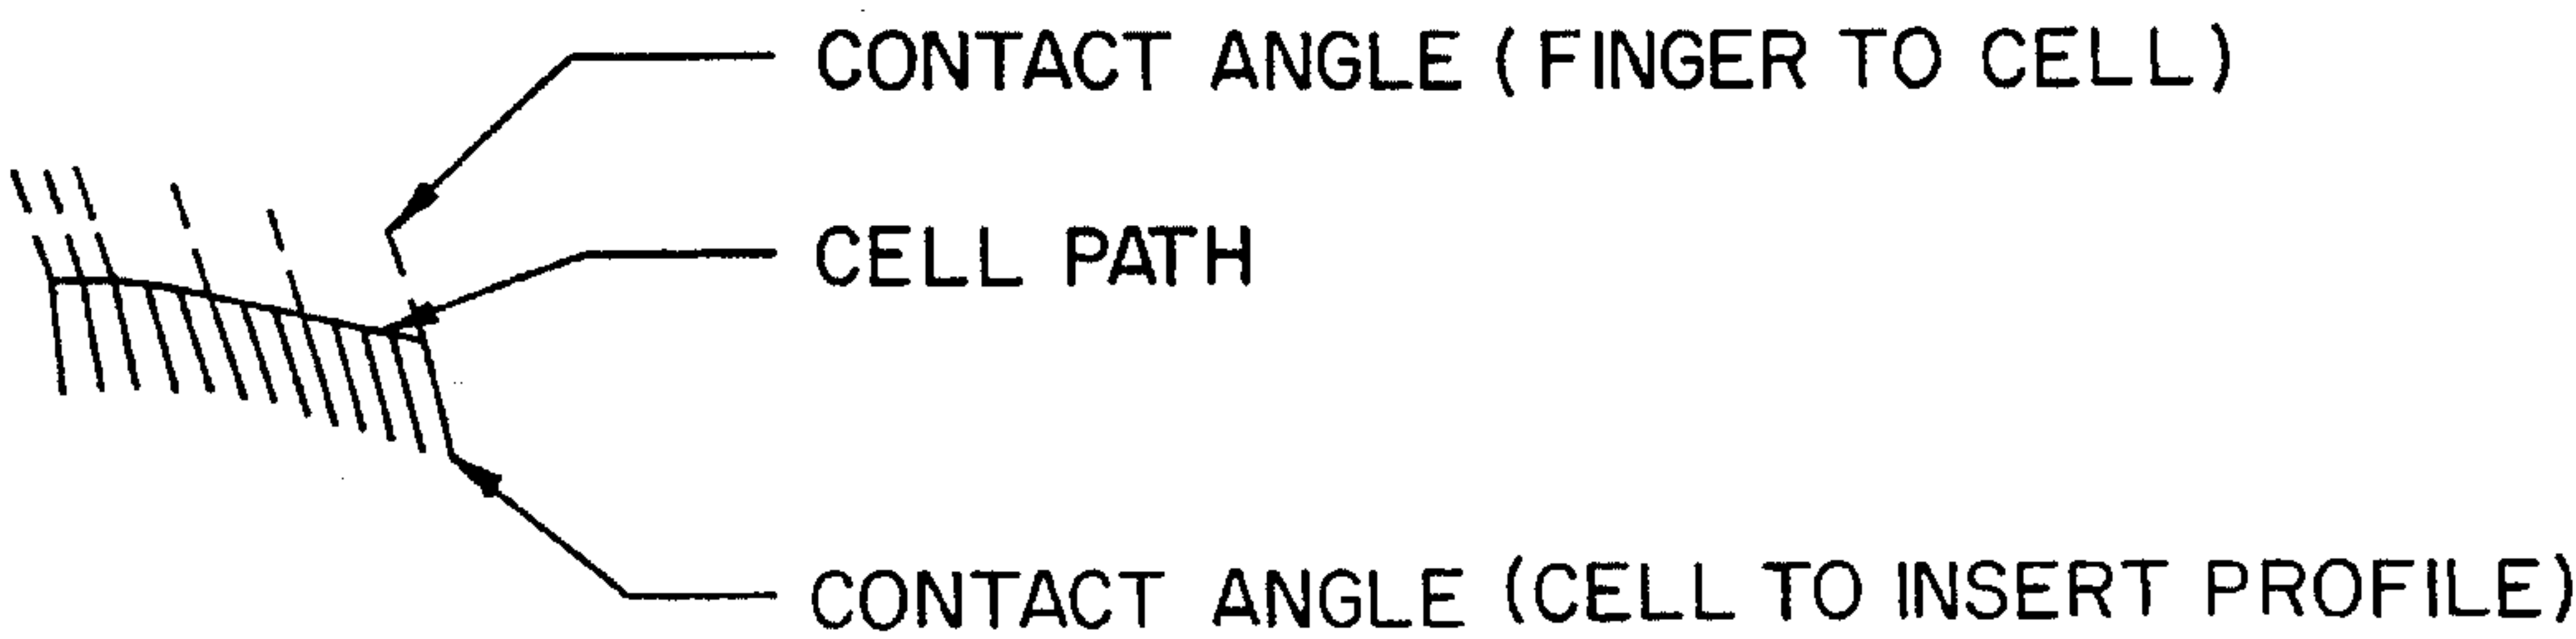 CONTACT ANGLE (FINGER TO CELL)
CELL PATH
CONTACT ANGLE (CELL TO INSERT PROFILE)